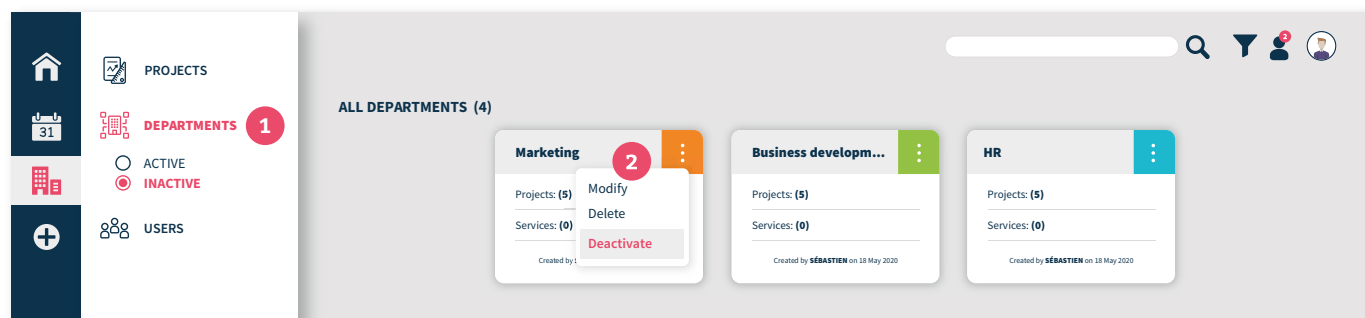 2
31
PROJECTS
DEPARTMENTS
1
ACTIVE
INACTIVE
USERS
ALL DEPARTMENTS (4)
Marketing
2
Modify
Delete
Deactivate
Projects: (5)
Services: (0)
Created by
Business developm...
Projects: (5)
Services: (0)
Created by SÉBASTIEN on 18 May 2020
HR
Projects: (5)
Services: (0)
Created by SÉBASTIEN on 18 May 2020